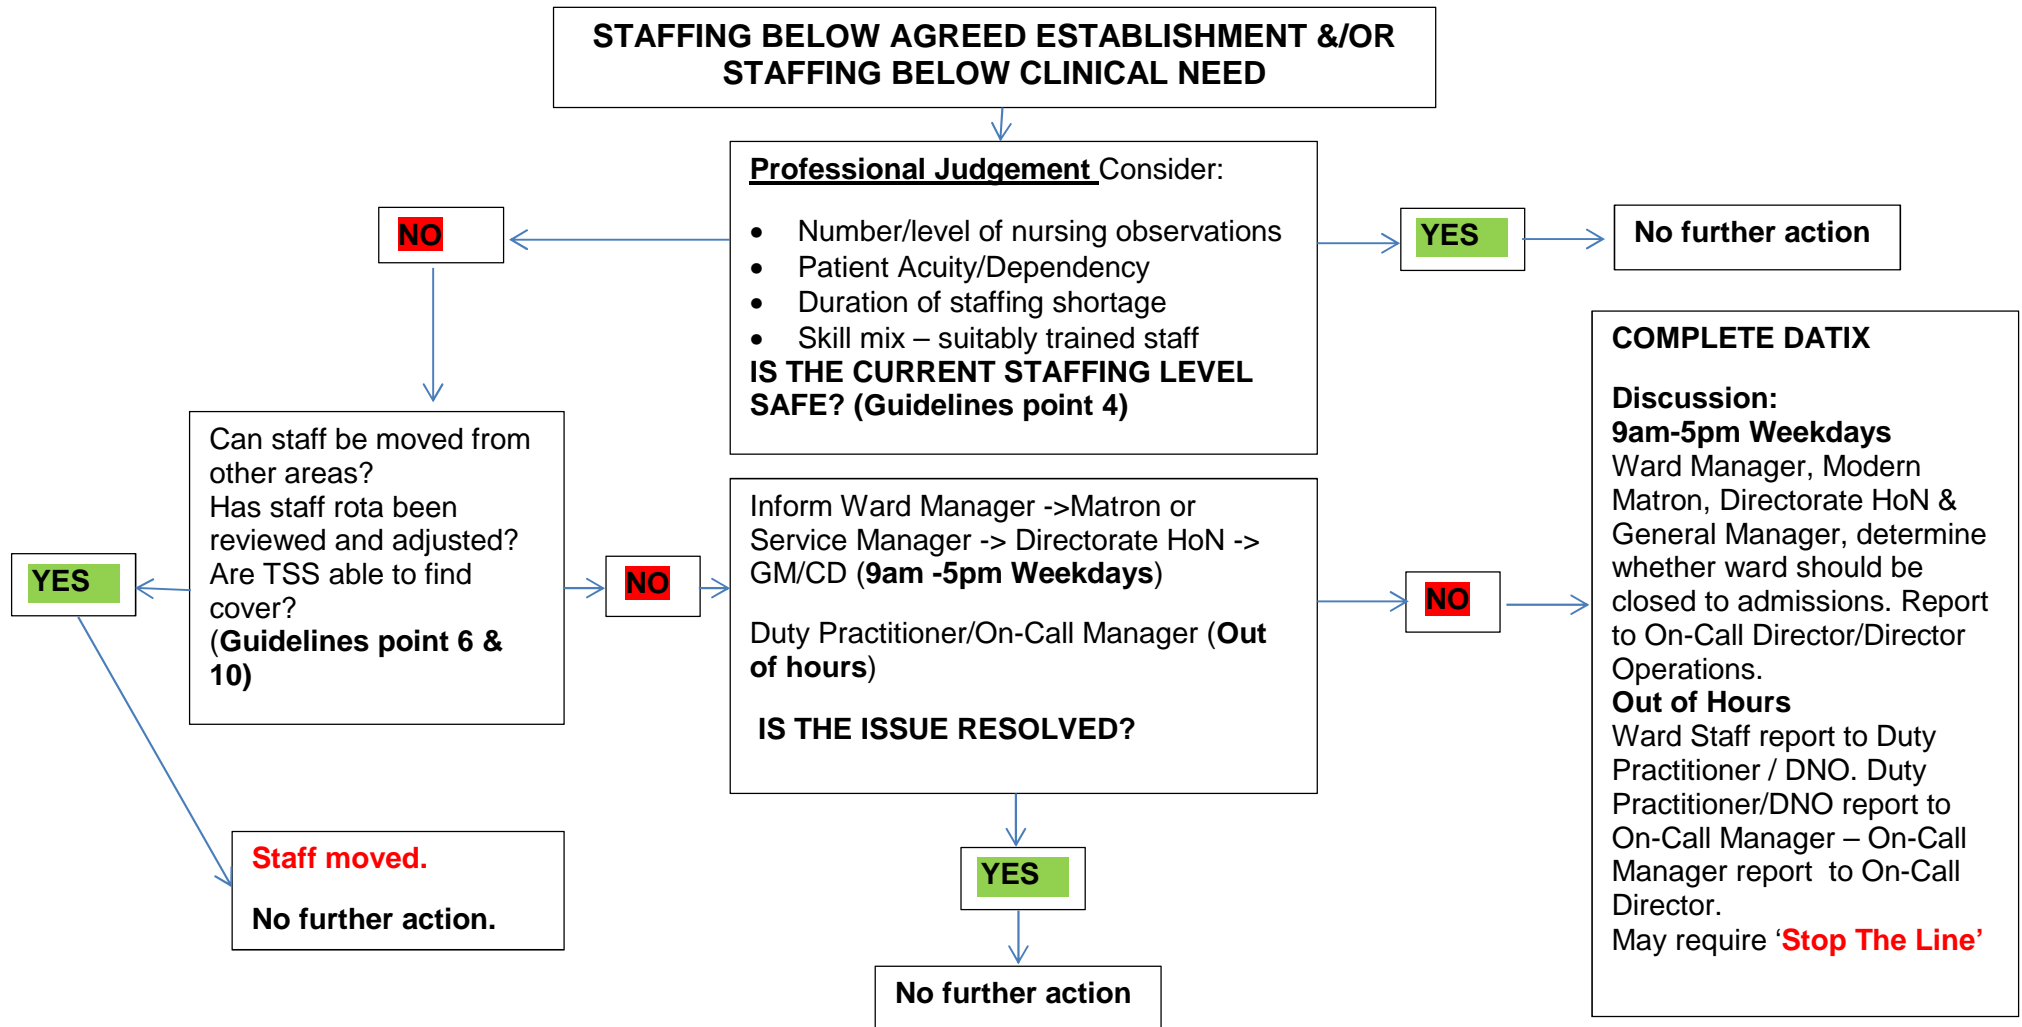 STAFFING BELOW AGREED ESTABLISHMENT &/OR
STAFFING BELOW CLINICAL NEED
Professional Judgement Consider:
• Number/level of nursing observations
• Patient Acuity/Dependency
• Duration of staffing shortage
• Skill mix – suitably trained staff
IS THE CURRENT STAFFING LEVEL
SAFE? (Guidelines point 4)
NO
YES
No further action
Can staff be moved from
other areas?
Has staff rota been
reviewed and adjusted?
Are TSS able to find
cover?
(Guidelines point 6 &
10)
YES
Staff moved.
No further action.
NO
Inform Ward Manager ->Matron or
Service Manager -> Directorate HoN ->
GM/CD (9am -5pm Weekdays)
Duty Practitioner/On-Call Manager (Out
of hours)
IS THE ISSUE RESOLVED?
YES
No further action
NO
COMPLETE DATIX
Discussion:
9am-5pm Weekdays
Ward Manager, Modern
Matron, Directorate HoN &
General Manager, determine
whether ward should be
closed to admissions. Report
to On-Call Director/Director
Operations.
Out of Hours
Ward Staff report to Duty
Practitioner / DNO. Duty
Practitioner/DNO report to
On-Call Manager – On-Call
Manager report  to On-Call
Director.
May require ‘Stop The Line’